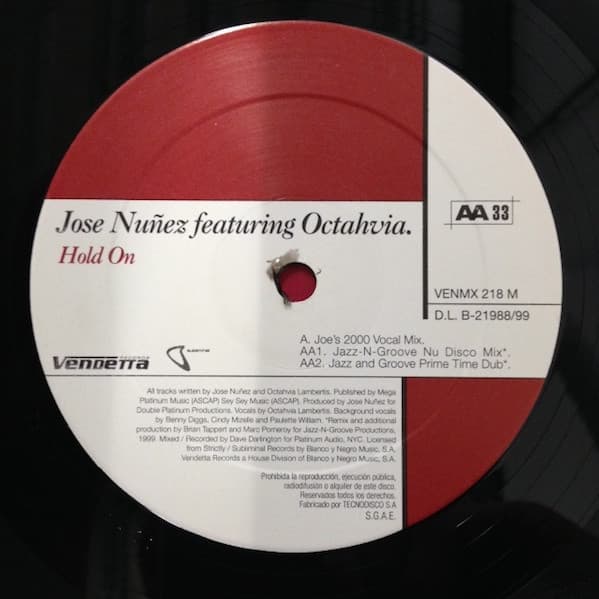 AA 33
Jose Nuñez featuring Octahvia.
Hold On
VENMX 218 M
D.L. B-21988/99
A. Joe's 2000 Vocal Mix.
AA1. Jazz-N-Groove Nu Disco Mix*.
AA2. Jazz and Groove Prime Time Dub*.
VENDETTA
RECORDS
SUBLIMINAL
All tracks written by Jose Nuñez and Octahvia Lambertis. Published by Mega
Platinum Music (ASCAP) Sey Sey Music (ASCAP). Produced by Jose Nuñez for
Double Platinum Productions. Vocals by Octahvia Lambertis. Background vocals
by Benny Diggs, Cindy Mizelle and Paulette William. *Remix and additional
production by Brian Tappert and Marc Pomeroy for Jazz-N-Groove Productions,
1999. Mixed / Recorded by Dave Darlington for Platinum Audio, NYC. Licensed
from Strictly / Subliminal Records by Blanco y Negro Music, S.A.
Vendetta Records a House Division of Blanco y Negro Music, S.A.
Prohibida la reproducción, ejecución pública,
radiodifusión o alquiler de este disco.
Reservados todos los derechos.
Fabricado por TECNODISCO S.A
S.G.A.E.